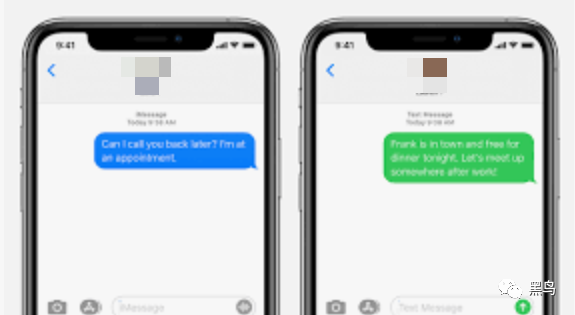 9:41
iMessage
Today 9:38 AM
Can I call you back later? I'm at
an appointment.
iMessage
9:41
Text Message
Today 9:38 AM
Frank is in town and free for
dinner tonight. Let's meet up
somewhere after work!
Text Message
黑鸟